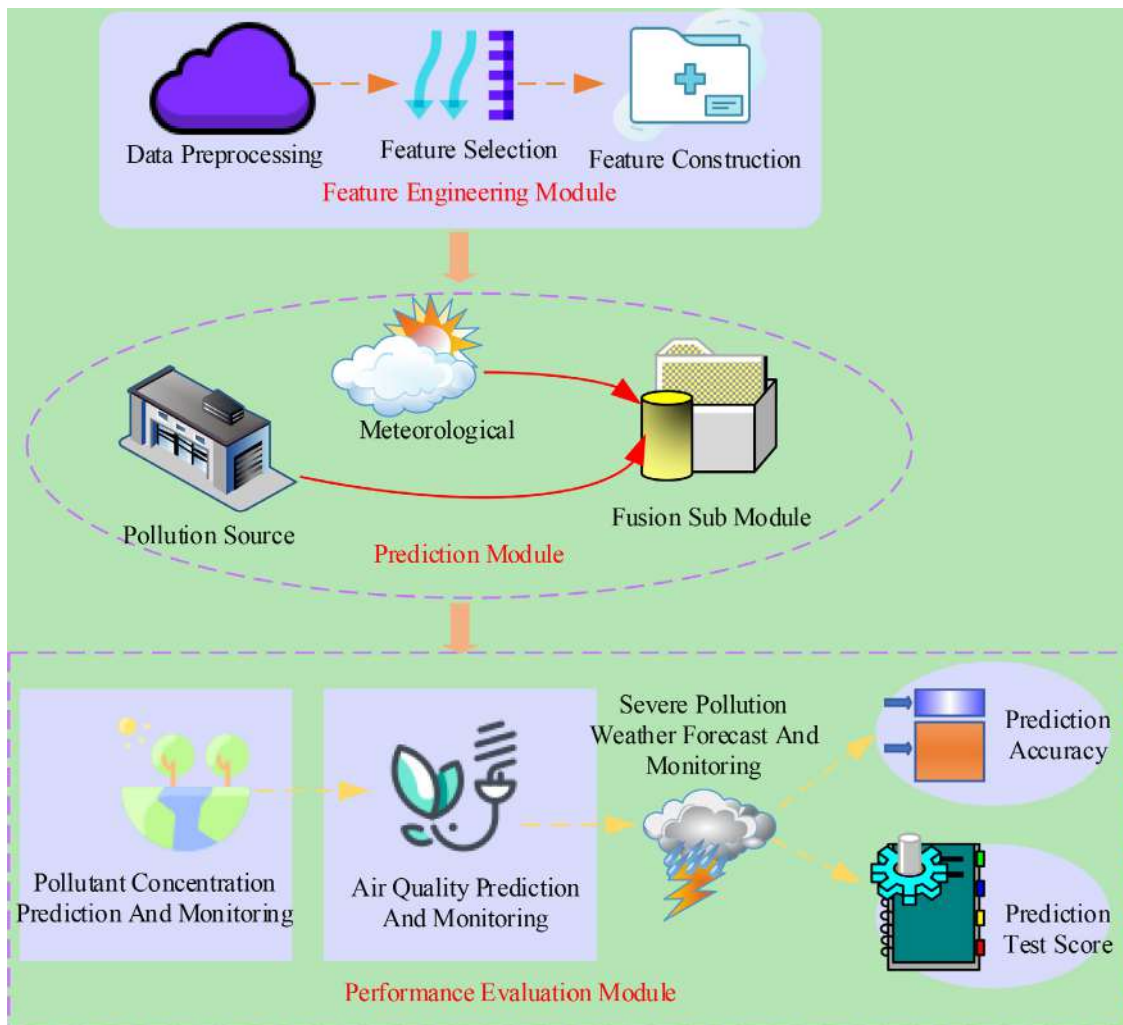 Data Preprocessing
Feature Selection
Feature Construction
Feature Engineering Module
Meteorological
Pollution Source
Fusion Sub Module
Prediction Module
Severe Pollution
Weather Forecast And
Monitoring
Prediction
Accuracy
Pollutant Concentration
Prediction And Monitoring
Air Quality Prediction
And Monitoring
Prediction
Test Score
Performance Evaluation Module